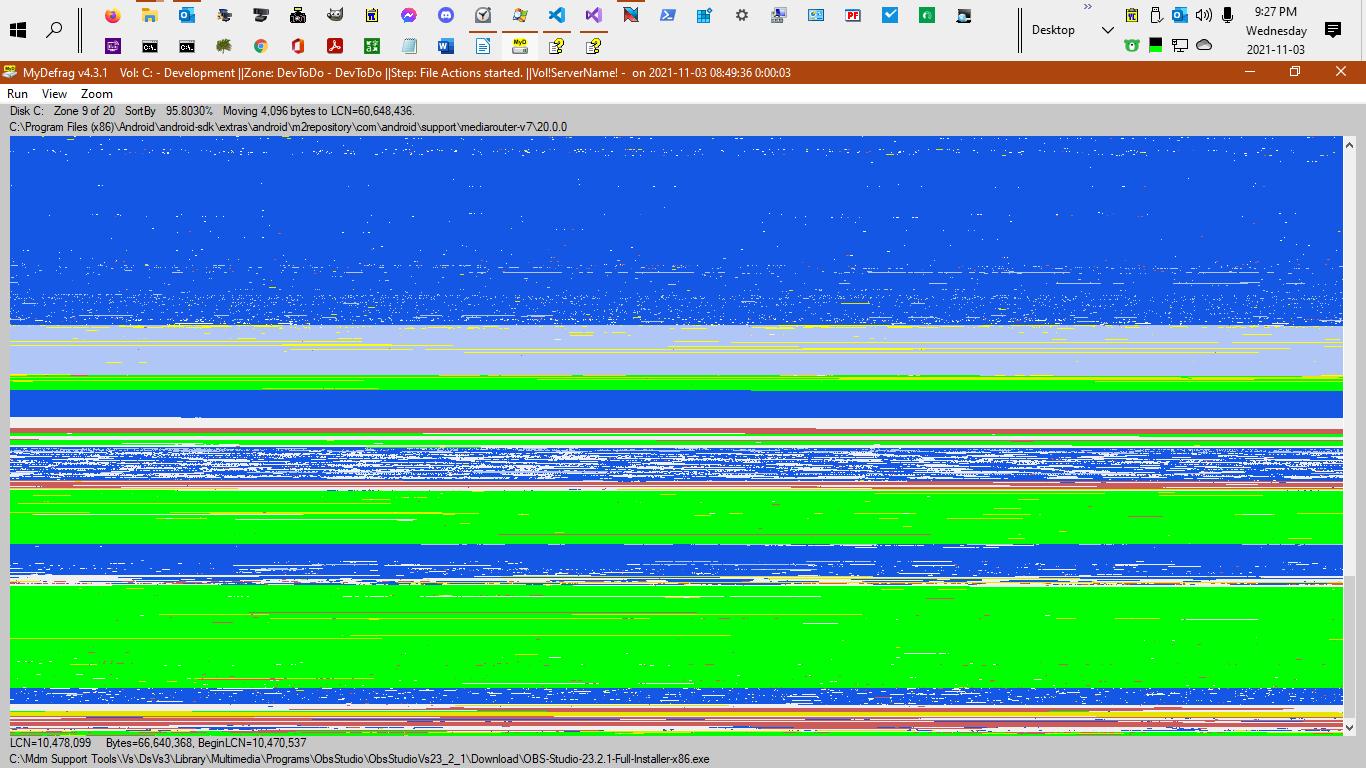 9:27 PM
Desktop
Wednesday
2021-11-03
MyDefrag v4.3.1 Vol: C: - Development ||Zone: DevToDo - DevToDo ||Step: File Actions started. ||Vol!ServerName! - on 2021-11-03 08:49:36 0:00:03
Run View Zoom
Disk C: Zone 9 of 20 SortBy 95.8030% Moving 4,096 bytes to LCN=60,648,436.
C:\Program Files (x86)\Android\android-sdk\extras\android\m2repository\com\android\support\mediarouter-v7\20.0.0
LCN=10,478,099 Bytes=66,640,368, BeginLCN=10,470,537
C:\Mdm Support Tools\Vs\DsVs3\Library\Multimedia\Programs\ObsStudio\ObsStudioVs23_2_1\Download\OBS-Studio-23.2.1-Full-Installer-x86.exe